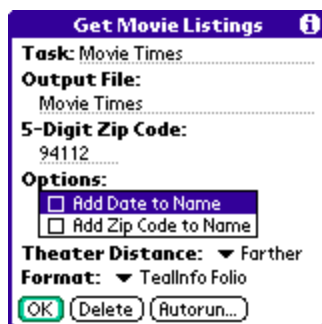 Get Movie Listings
Task: Movie Times
Output File:
Movie Times
5-Digit Zip Code:
94112
Options:
Add Date to Name
Add Zip Code to Name
Theater Distance: Farther
Format: TealInfo Folio
OK Delete Autorun...